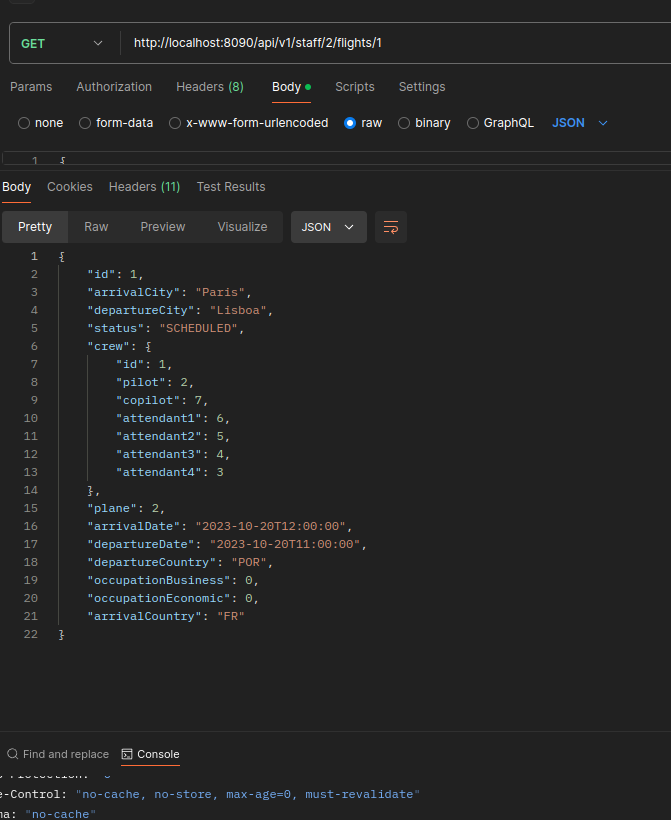 GET http://localhost:8090/api/v1/staff/2/flights/1
Params Authorization Headers (8) Body Scripts Settings
none form-data x-www-form-urlencoded raw binary GraphQL JSON
1 {
Body Cookies Headers (11) Test Results
Pretty Raw Preview Visualize JSON
1 {
2 "id": 1,
3 "arrivalCity": "Paris",
4 "departureCity": "Lisboa",
5 "status": "SCHEDULED",
6 "crew": {
7 "id": 1,
8 "pilot": 2,
9 "copilot": 7,
10 "attendant1": 6,
11 "attendant2": 5,
12 "attendant3": 4,
13 "attendant4": 3
14 },
15 "plane": 2,
16 "arrivalDate": "2023-10-20T12:00:00",
17 "departureDate": "2023-10-20T11:00:00",
18 "departureCountry": "POR",
19 "occupationBusiness": 0,
20 "occupationEconomic": 0,
21 "arrivalCountry": "FR"
22 }
Find and replace Console
e-Control: "no-cache, no-store, max-age=0, must-revalidate"
ma: "no-cache"